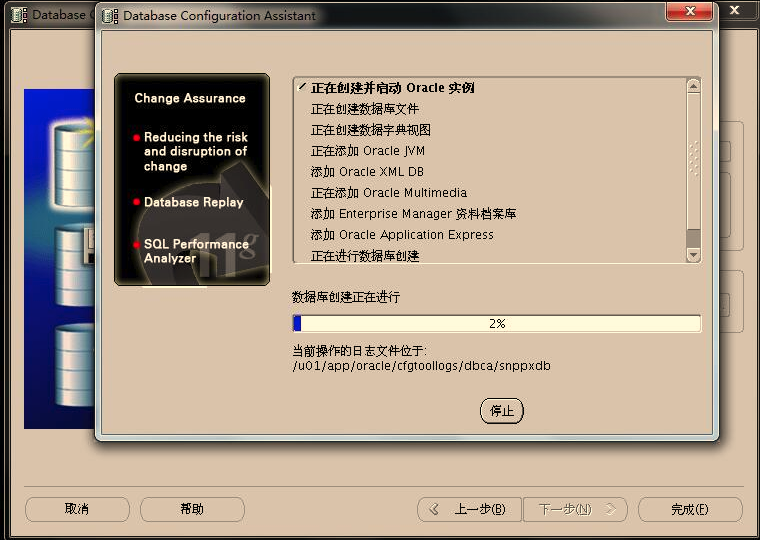 Database C
Database Configuration Assistant
Change Assurance
Reducing the risk
and disruption of
change
Database Replay
SQL Performance
Analyzer
11g
正在创建并启动 Oracle 实例
正在创建数据库文件
正在创建数据字典视图
正在添加 Oracle JVM
添加 Oracle XML DB
正在添加 Oracle Multimedia
添加 Enterprise Manager 资料档案库
添加 Oracle Application Express
正在进行数据库创建
数据库创建正在进行
2%
当前操作的日志文件位于:
/u01/app/oracle/cfgtoollogs/dbca/snppxdb
停止
取消
帮助
上一步(B)
下一步(N)
完成(F)